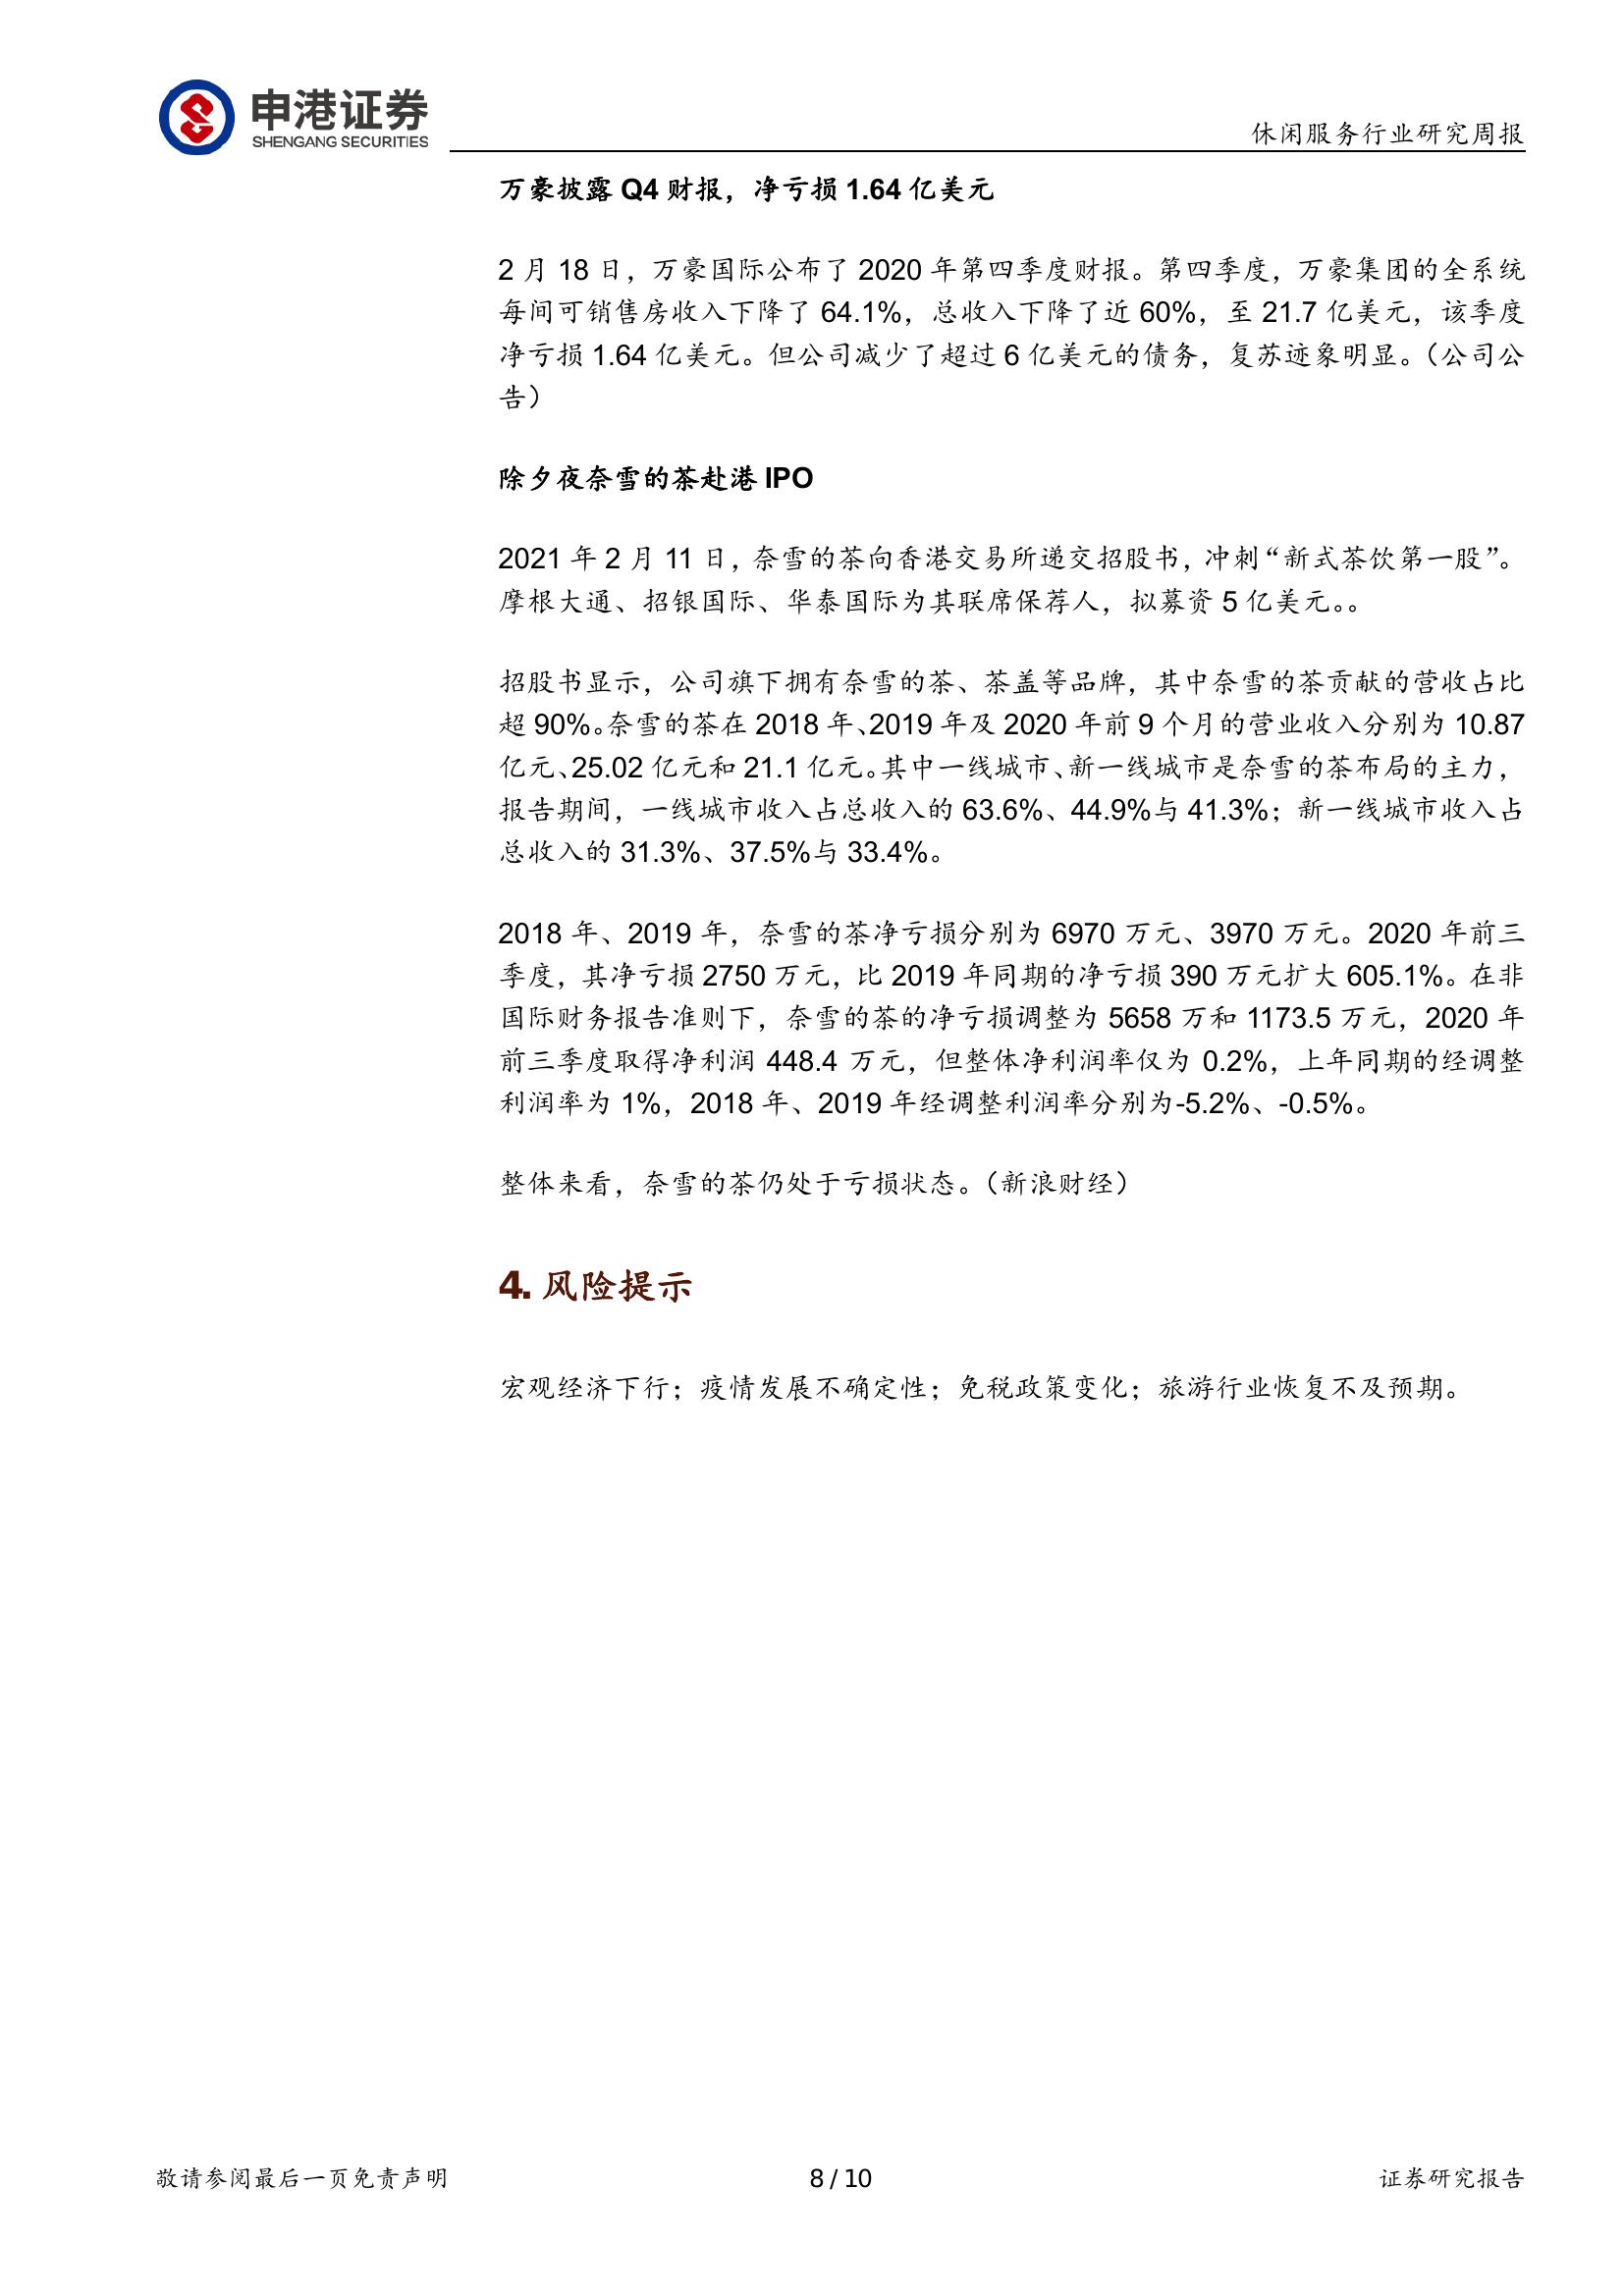 申港证券
SHENGANG SECURITIES
休闲服务行业研究周报
万豪披露 Q4 财报，净亏损 1.64 亿美元
2 月 18 日，万豪国际公布了 2020 年第四季度财报。第四季度，万豪集团的全系统
每间可销售房收入下降了 64.1%，总收入下降了近 60%，至 21.7 亿美元，该季度
净亏损 1.64 亿美元。但公司减少了超过 6 亿美元的债务，复苏迹象明显。（公司公
告）
除夕夜奈雪的茶赴港 IPO
2021 年 2 月 11 日，奈雪的茶向香港交易所递交招股书，冲刺“新式茶饮第一股”。
摩根大通、招银国际、华泰国际为其联席保荐人，拟募资 5 亿美元。。
招股书显示，公司旗下拥有奈雪的茶、茶盖等品牌，其中奈雪的茶贡献的营收占比
超 90%。奈雪的茶在 2018 年、2019 年及 2020 年前 9 个月的营业收入分别为 10.87
亿元、25.02 亿元和 21.1 亿元。其中一线城市、新一线城市是奈雪的茶布局的主力，
报告期间，一线城市收入占总收入的 63.6%、44.9%与 41.3%；新一线城市收入占
总收入的 31.3%、37.5%与 33.4%。
2018 年、2019 年，奈雪的茶净亏损分别为 6970 万元、3970 万元。2020 年前三
季度，其净亏损 2750 万元，比 2019 年同期的净亏损 390 万元扩大 605.1%。在非
国际财务报告准则下，奈雪的茶的净亏损调整为 5658 万和 1173.5 万元，2020 年
前三季度取得净利润 448.4 万元，但整体净利润率仅为 0.2%，上年同期的经调整
利润率为 1%，2018 年、2019 年经调整利润率分别为-5.2%、-0.5%。
整体来看，奈雪的茶仍处于亏损状态。（新浪财经）
4. 风险提示
宏观经济下行；疫情发展不确定性；免税政策变化；旅游行业恢复不及预期。
敬请参阅最后一页免责声明
8 / 10
证券研究报告